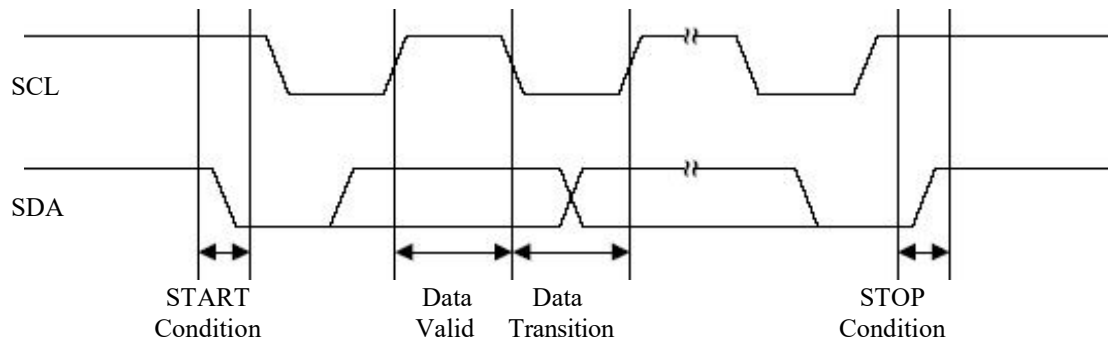 SCL
SDA
START
Condition
Data
Valid
Data
Transition
STOP
Condition